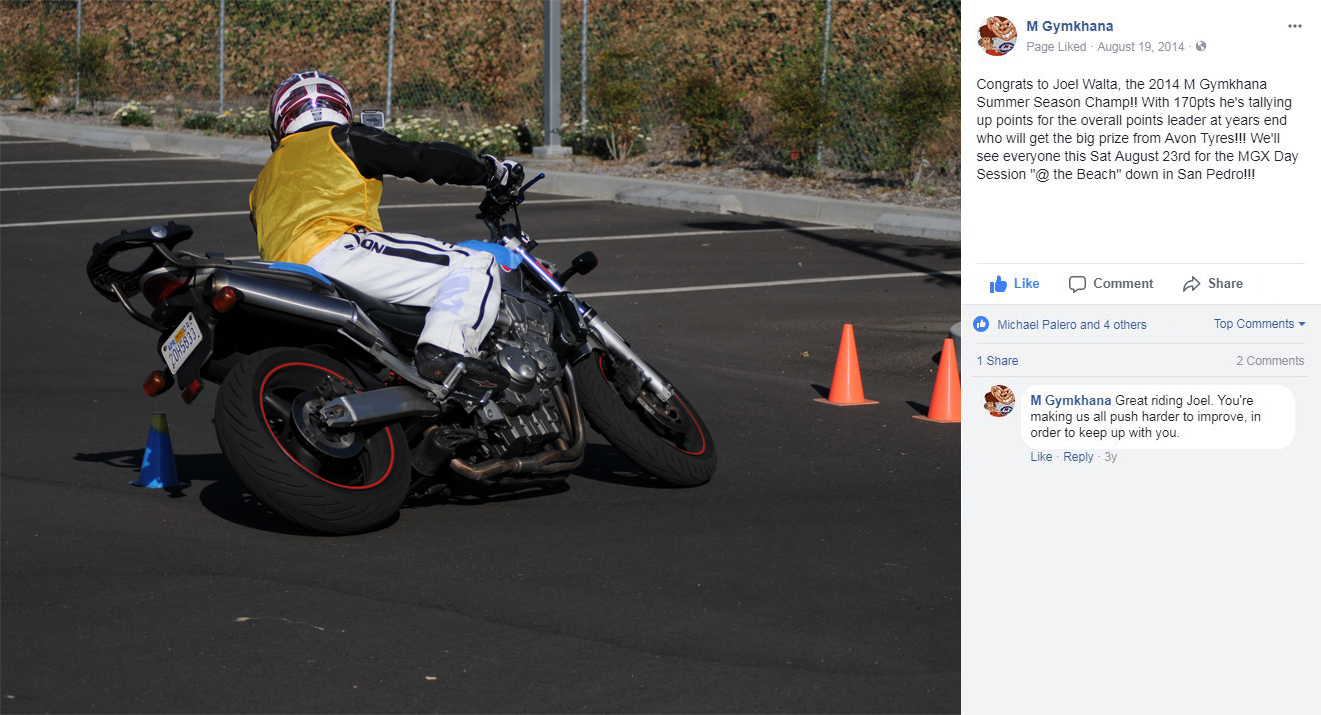 M Gymkhana
Page Liked · August 19, 2014 ·
Congrats to Joel Walta, the 2014 M Gymkhana
Summer Season Champ!! With 170pts he's tallying
up points for the overall points leader at years end
who will get the big prize from Avon Tyres!!! We'll
see everyone this Sat August 23rd for the MGX Day
Session "@ the Beach" down in San Pedro!!!
Like Comment Share
Michael Palero and 4 others Top Comments
1 Share 2 Comments
M Gymkhana Great riding Joel. You're
making us all push harder to improve, in
order to keep up with you.
Like · Reply · 3y
20H5833